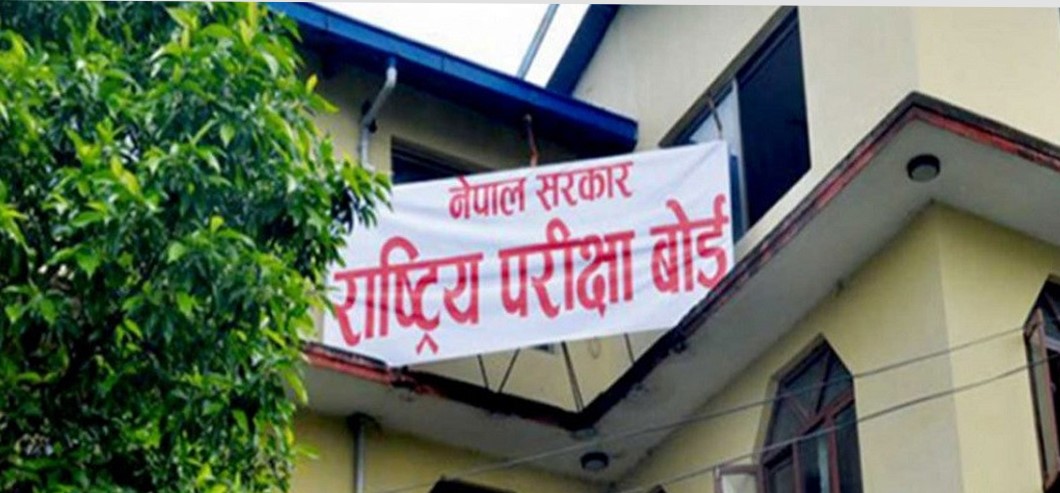 नेपाल सरकार
राष्ट्रिय परीक्षा बोर्ड